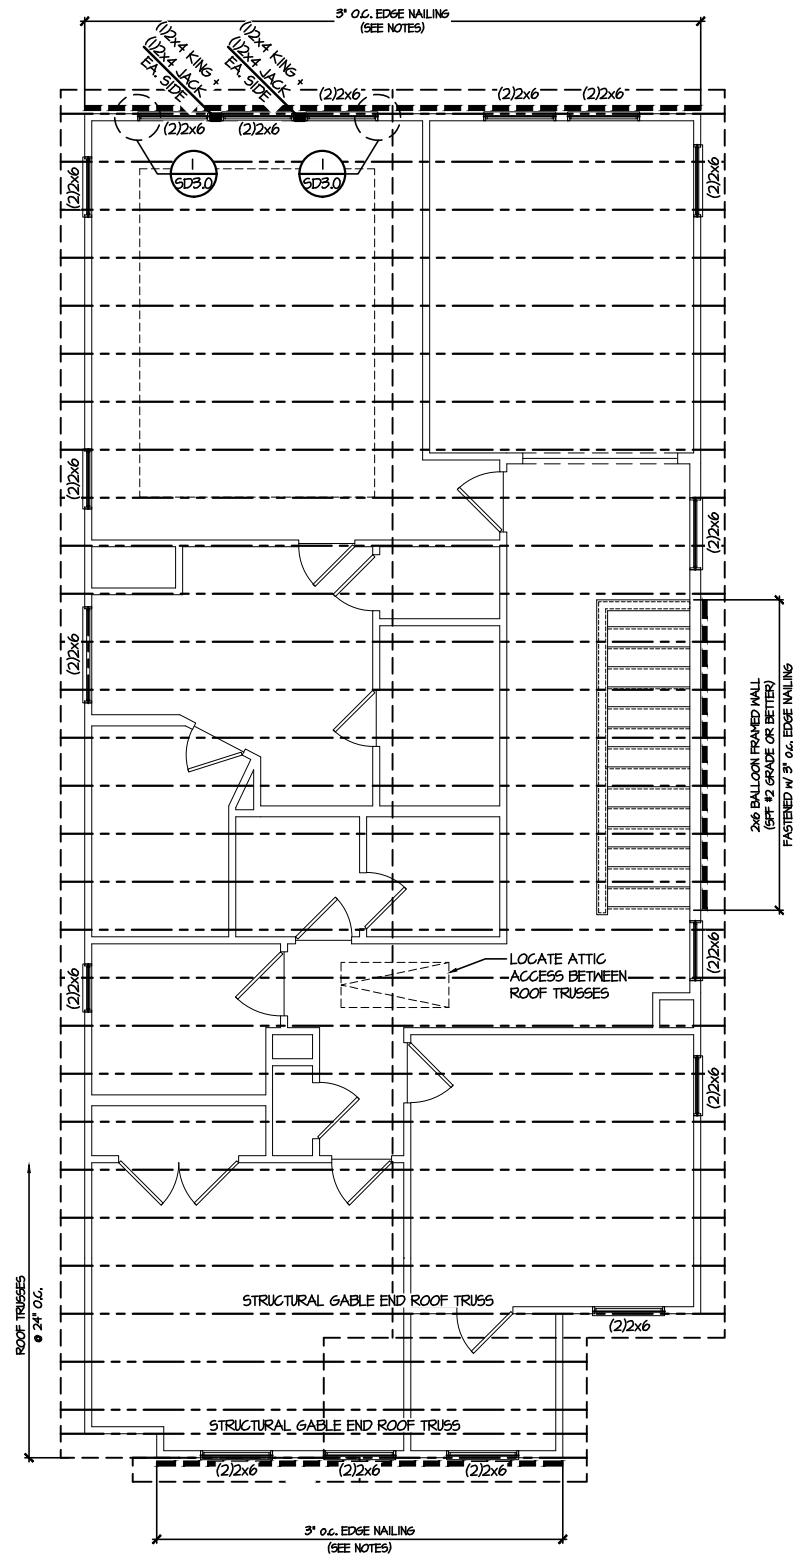 3" O.C. EDGE NAILING
(SEE NOTES)
(1)2x4 KING +
(1)2x4 JACK
EA. SIDE
(1)2x4 KING +
(1)2x4 JACK
EA. SIDE
(2)2x6
(2)2x6
(2)2x6
(2)2x6
(2)2x6
1
SD3.0
1
SD3.0
(2)2x6
(2)2x6
(2)2x6
(2)2x6
(2)2x6
2x6 BALLOON FRAMED WALL
(SPF #2 GRADE OR BETTER)
FASTENED W/ 3" O.C. EDGE NAILING
(2)2x6
LOCATE ATTIC
ACCESS BETWEEN
ROOF TRUSSES
(2)2x6
(2)2x6
ROOF TRUSSES
@ 24" O.C.
STRUCTURAL GABLE END ROOF TRUSS
(2)2x6
STRUCTURAL GABLE END ROOF TRUSS
(2)2x6
(2)2x6
(2)2x6
3" O.C. EDGE NAILING
(SEE NOTES)